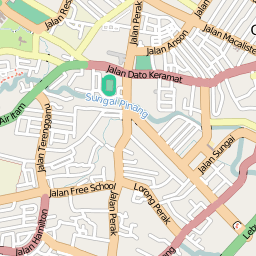 Jalan Perak
Jalan Anson
Jalan Macalister
Jalan Dato Keramat
Sungai Pinang
Air Itam
Jalan Terengganu
Jalan Sungai
Jalan Free School
Lorong Perak
Jalan Perak
Jalan Hamilton